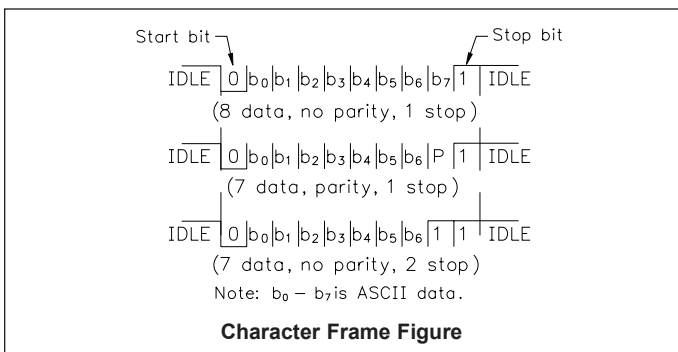 Start bit Stop bit
IDLE 0 b₀ b₁ b₂ b₃ b₄ b₅ b₆ b₇ 1 IDLE
(8 data, no parity, 1 stop)
IDLE 0 b₀ b₁ b₂ b₃ b₄ b₅ b₆ P 1 IDLE
(7 data, parity, 1 stop)
IDLE 0 b₀ b₁ b₂ b₃ b₄ b₅ b₆ 1 1 IDLE
(7 data, no parity, 2 stop)
Note: b₀ – b₇ is ASCII data.
Character Frame Figure